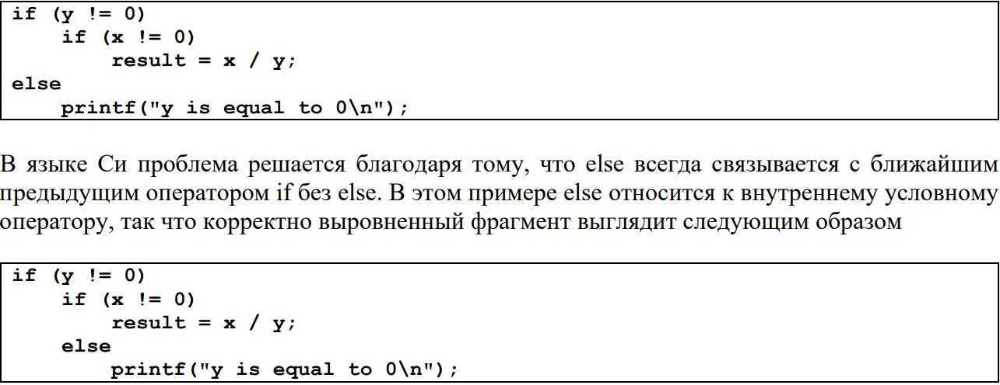 if (y != 0)
    if (x != 0)
        result = x / y;
else
    printf("y is equal to 0\n");
В языке Си проблема решается благодаря тому, что else всегда связывается с ближайшим
предыдущим оператором if без else. В этом примере else относится к внутреннему условному
оператору, так что корректно выровненный фрагмент выглядит следующим образом
if (y != 0)
    if (x != 0)
        result = x / y;
    else
        printf("y is equal to 0\n");